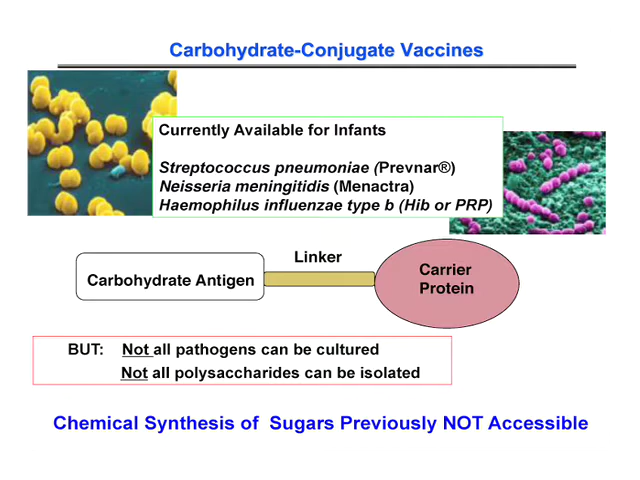 Carbohydrate-Conjugate Vaccines
Currently Available for Infants
Streptococcus pneumoniae (Prevnar®)
Neisseria meningitidis (Menactra)
Haemophilus influenzae type b (Hib or PRP)
Linker
Carbohydrate Antigen
Carrier
Protein
BUT: Not all pathogens can be cultured
Not all polysaccharides can be isolated
Chemical Synthesis of Sugars Previously NOT Accessible